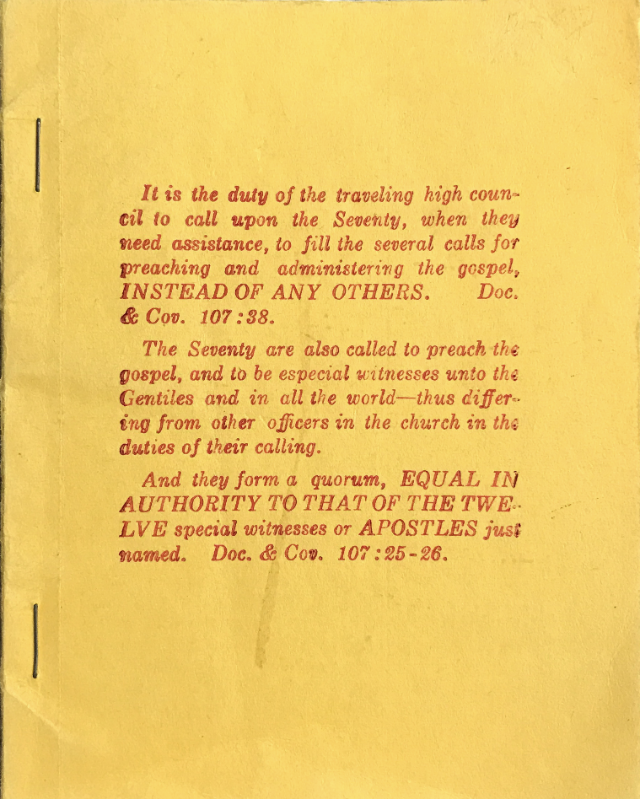 It is the duty of the traveling high coun-
cil to call upon the Seventy, when they
need assistance, to fill the several calls for
preaching and administering the gospel,
INSTEAD OF ANY OTHERS. Doc.
& Cov. 107:38.
The Seventy are also called to preach the
gospel, and to be especial witnesses unto the
Gentiles and in all the world—thus differ-
ing from other officers in the church in the
duties of their calling.
And they form a quorum, EQUAL IN
AUTHORITY TO THAT OF THE TWE-
LVE special witnesses or APOSTLES just
named. Doc. & Cov. 107:25-26.